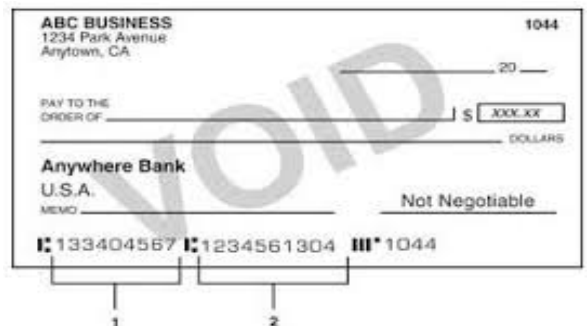 ABC BUSINESS 1044
1234 Park Avenue
Anytown, CA
20
PAY TO THE
ORDER OF $ XXX.XX
DOLLARS
VOID
Anywhere Bank
U.S.A.
MEMO Not Negotiable
⑆133404567⑆1234561304⑈1044
1 2